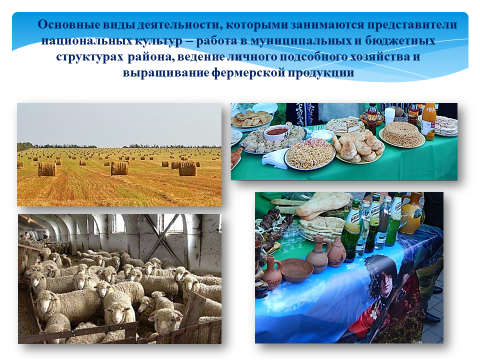 Основные виды деятельности, которыми занимаются представители
национальных культур – работа в муниципальных и бюджетных
структурах района, ведение личного подсобного хозяйства и
выращивание фермерской продукции